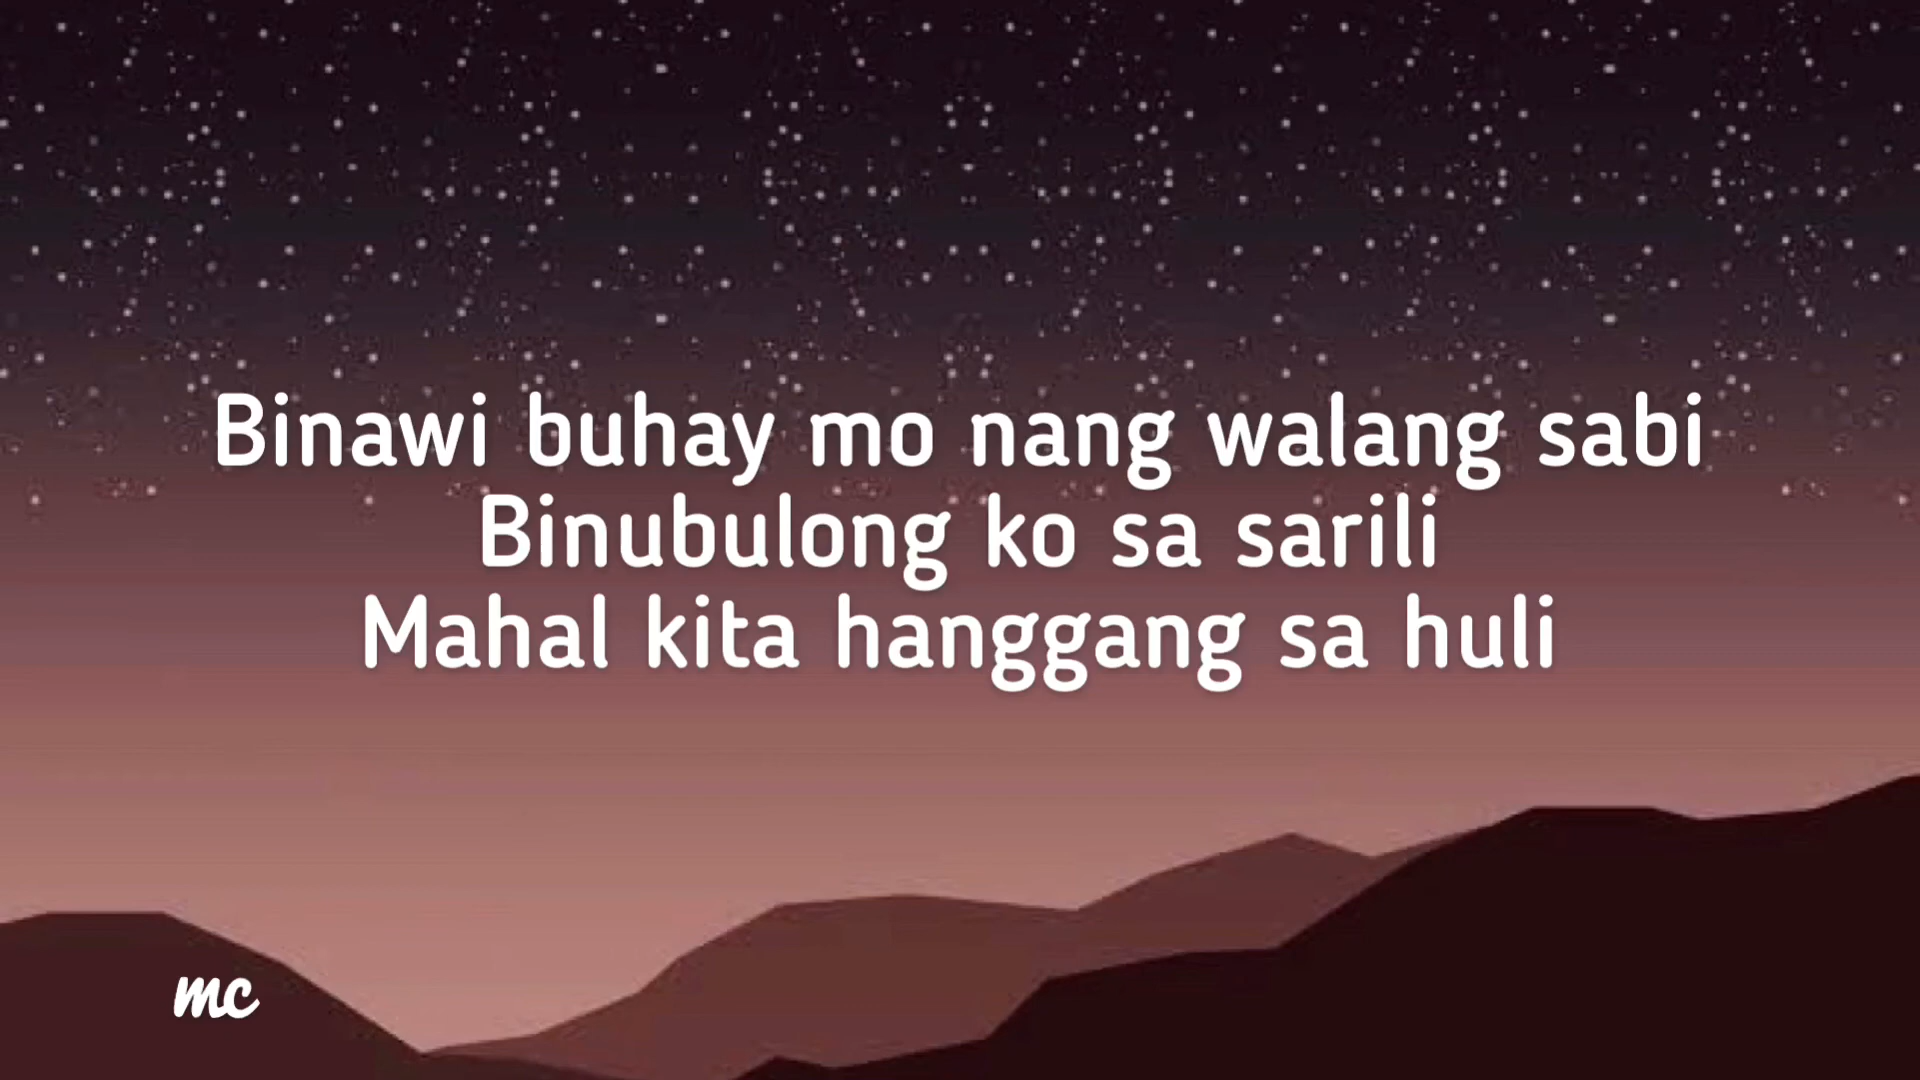 Binawi buhay mo nang walang sabi
Binubulong ko sa sarili
Mahal kita hanggang sa huli
mc